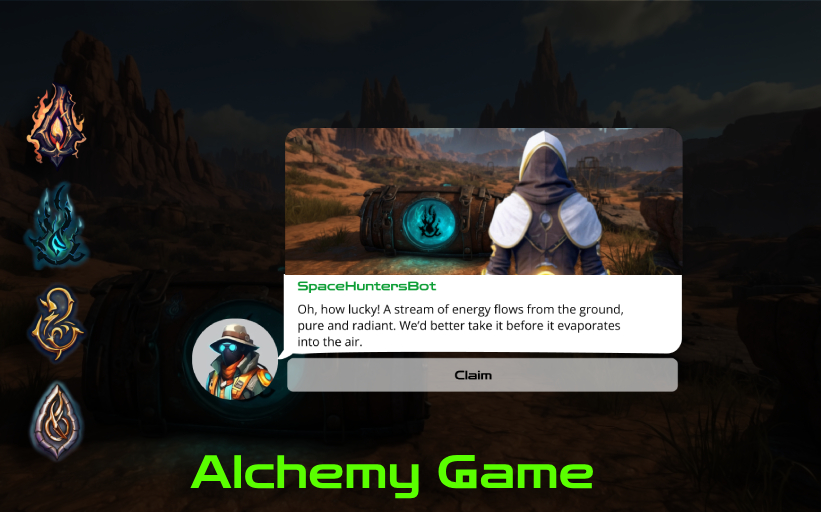 SpaceHuntersBot
Oh, how lucky! A stream of energy flows from the ground,
pure and radiant. We'd better take it before it evaporates
into the air.
Claim
Alchemy Game